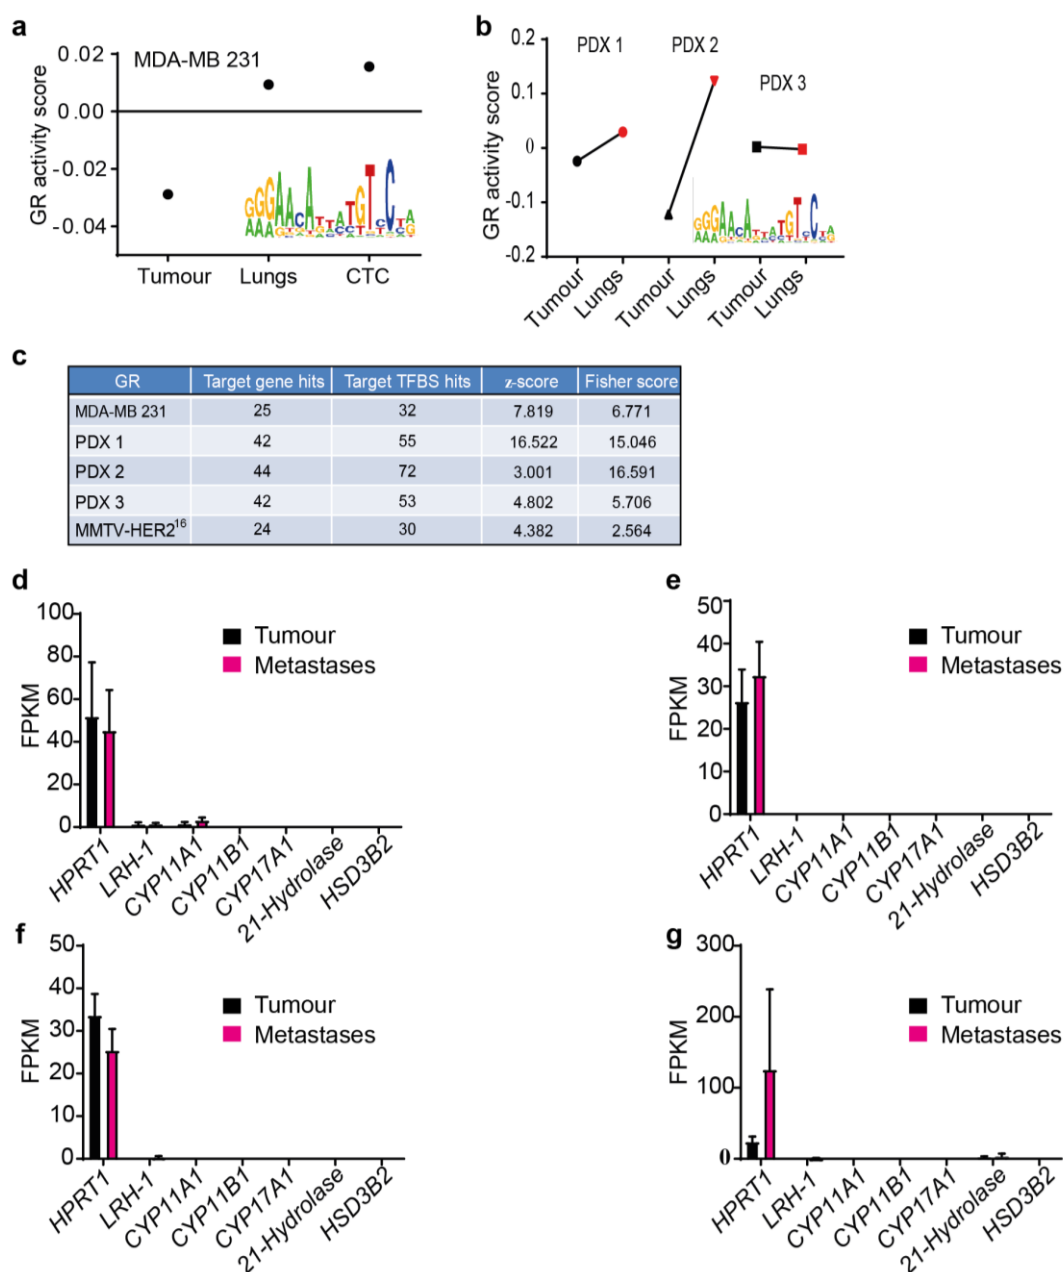 a
0.02
0.00
-0.02
-0.04
GR activity score
MDA-MB 231
Tumour Lungs CTC
b
0.2
0.1
0
-0.1
-0.2
GR activity score
PDX 1 PDX 2
PDX 3
Tumour Lungs Tumour Lungs Tumour Lungs
c
GR Target gene hits Target TFBS hits z-score Fisher score
MDA-MB 231 25 32 7.819 6.771
PDX 1 42 55 16.522 15.046
PDX 2 44 72 3.001 16.591
PDX 3 42 53 4.802 5.706
MMTV-HER216 24 30 4.382 2.564
d
100
80
60
40
20
0
FPKM
Tumour
Metastases
HPRT1 LRH-1 CYP11A1 CYP11B1 CYP17A1 21-Hydrolase HSD3B2
e
50
40
30
20
10
0
FPKM
Tumour
Metastases
HPRT1 LRH-1 CYP11A1 CYP11B1 CYP17A1 21-Hydrolase HSD3B2
f
50
40
30
20
10
0
FPKM
Tumour
Metastases
HPRT1 LRH-1 CYP11A1 CYP11B1 CYP17A1 21-Hydrolase HSD3B2
g
300
200
100
0
FPKM
Tumour
Metastases
HPRT1 LRH-1 CYP11A1 CYP11B1 CYP17A1 21-Hydrolase HSD3B2